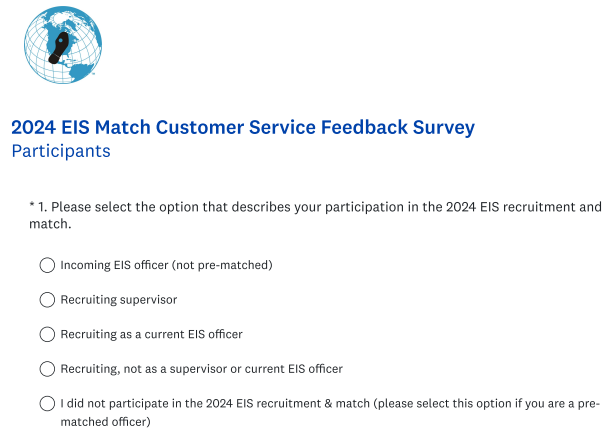 2024 EIS Match Customer Service Feedback Survey
Participants
* 1. Please select the option that describes your participation in the 2024 EIS recruitment and
match.
Incoming EIS officer (not pre-matched)
Recruiting supervisor
Recruiting as a current EIS officer
Recruiting, not as a supervisor or current EIS officer
I did not participate in the 2024 EIS recruitment & match (please select this option if you are a pre-
matched officer)